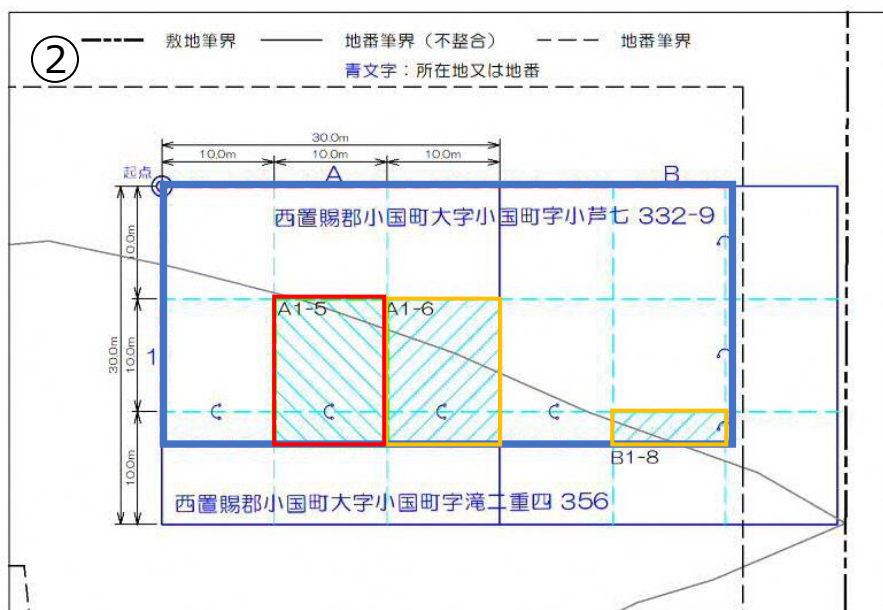 ②
敷地筆界
地番筆界（不整合）
地番筆界
青文字：所在地又は地番
30.0m
10.0m
10.0m
10.0m
起点
A
B
西置賜郡小国町大字小国町字小芦七 332-9
10.0m
A1-5
A1-6
30.0m
10.0m
1
10.0m
B1-8
西置賜郡小国町大字小国町字滝二重四 356